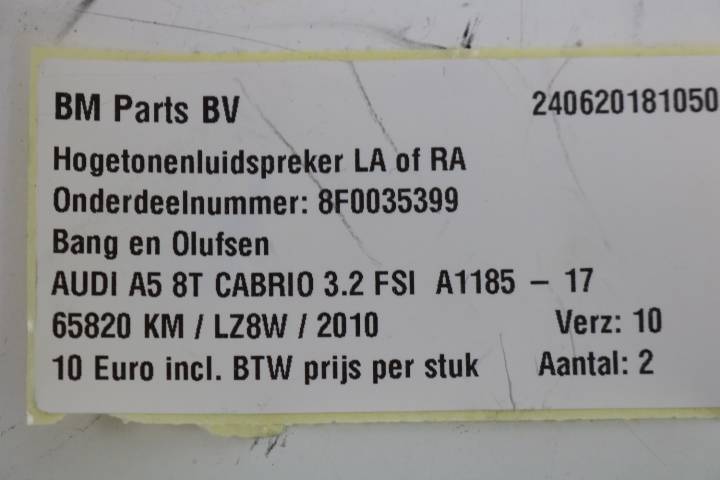 BM Parts BV 240620181050
Hogetonenluidspreker LA of RA
Onderdeelnummer: 8F0035399
Bang en Olufsen
AUDI A5 8T CABRIO 3.2 FSI A1185 - 17
65820 KM / LZ8W / 2010 Verz: 10
10 Euro incl. BTW prijs per stuk Aantal: 2